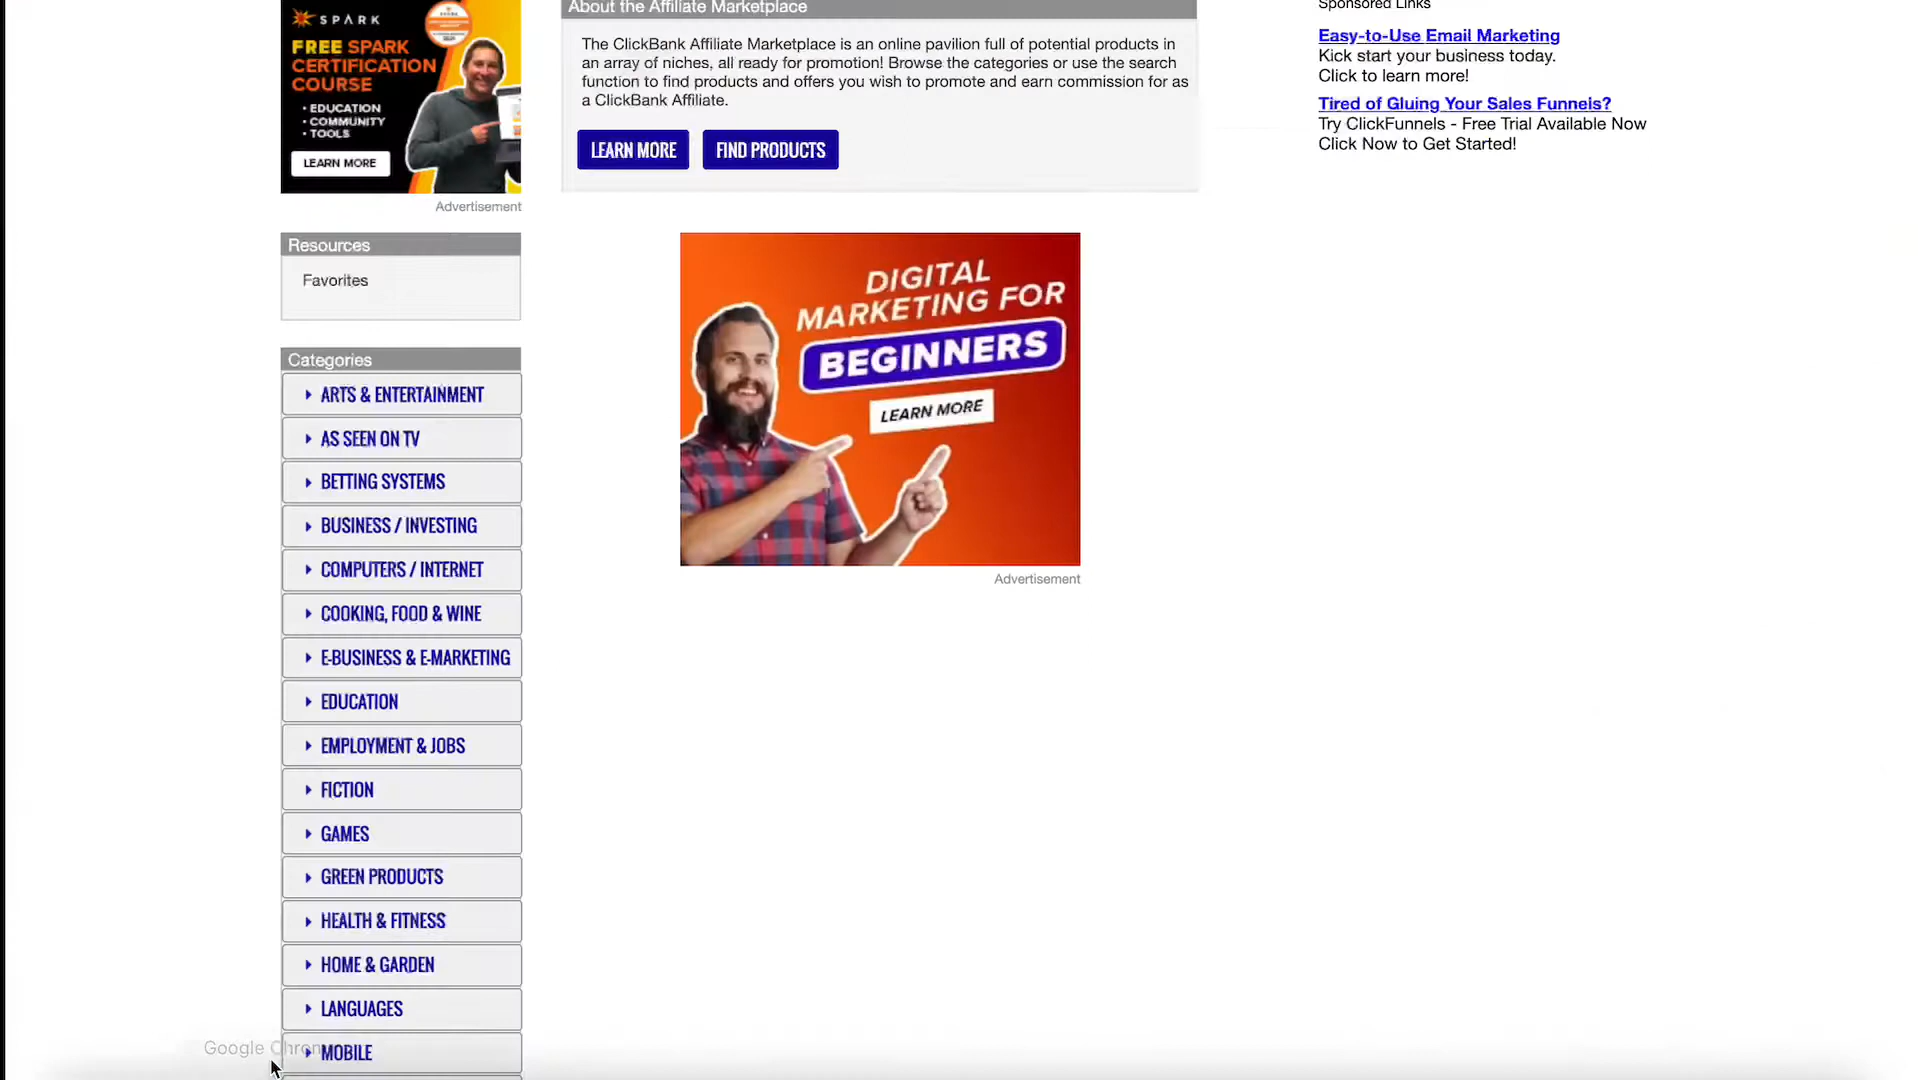 SPARK
FREE SPARK
CERTIFICATION
COURSE
• EDUCATION
• COMMUNITY
• TOOLS
LEARN MORE
Advertisement
Resources
Favorites
Categories
ARTS & ENTERTAINMENT
AS SEEN ON TV
BETTING SYSTEMS
BUSINESS / INVESTING
COMPUTERS / INTERNET
COOKING, FOOD & WINE
E-BUSINESS & E-MARKETING
EDUCATION
EMPLOYMENT & JOBS
FICTION
GAMES
GREEN PRODUCTS
HEALTH & FITNESS
HOME & GARDEN
LANGUAGES
MOBILE
Google Chrome
About the Affiliate Marketplace
The ClickBank Affiliate Marketplace is an online pavilion full of potential products in
an array of niches, all ready for promotion! Browse the categories or use the search
function to find products and offers you wish to promote and earn commission for as
a ClickBank Affiliate.
LEARN MORE
FIND PRODUCTS
DIGITAL
MARKETING FOR
BEGINNERS
LEARN MORE
Advertisement
Sponsored Links
Easy-to-Use Email Marketing
Kick start your business today.
Click to learn more!
Tired of Gluing Your Sales Funnels?
Try ClickFunnels - Free Trial Available Now
Click Now to Get Started!